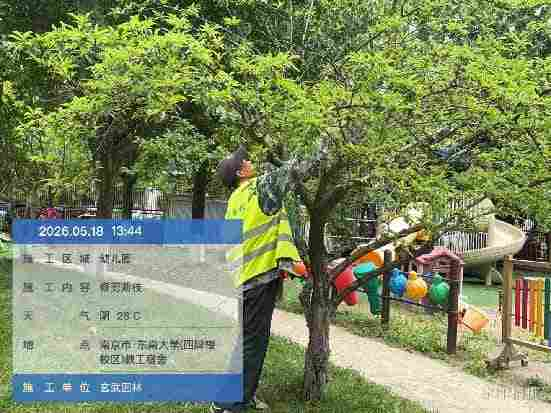 2026.05.18 13:44
施工区域 幼儿园
施工内容 修剪树枝
天气 阴 28℃
地点 南京市·东南大学(四牌楼
校区)教工宿舍
施工单位 玄武园林